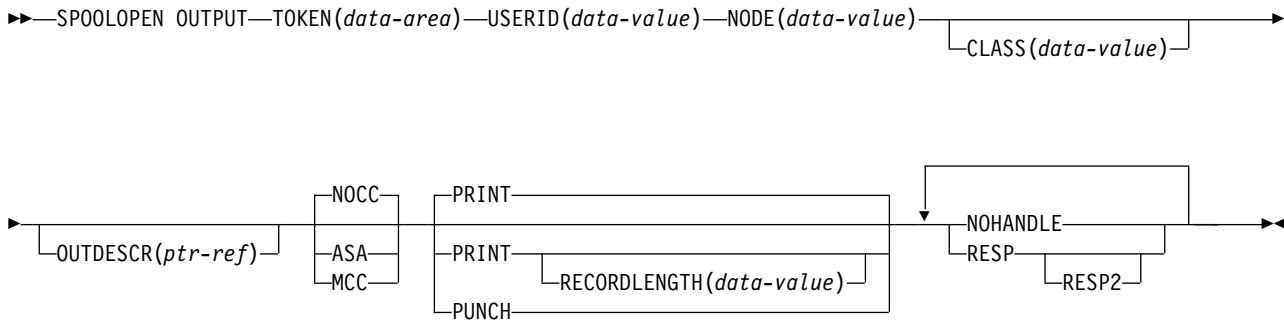 SPOOLOPEN OUTPUT TOKEN(data-area) USERID(data-value) NODE(data-value)
CLASS(data-value)
NOCC PRINT
OUTDESCR(ptr-ref) ASA PRINT NOHANDLE
MCC RECORDLENGTH(data-value) RESP
PUNCH RESP2